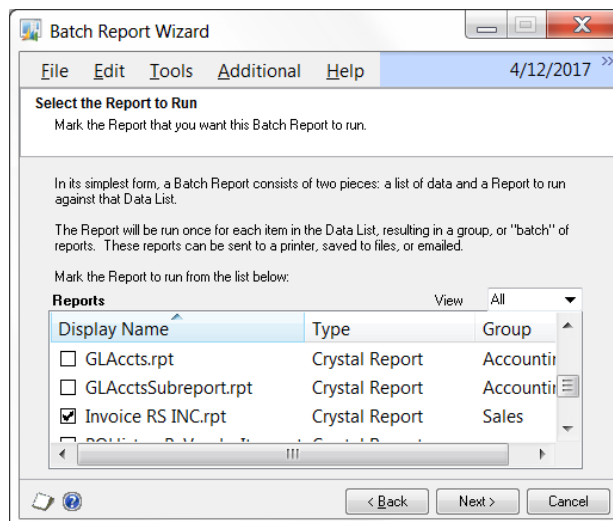 Batch Report Wizard
File Edit Tools Additional Help 4/12/2017
Select the Report to Run
Mark the Report that you want this Batch Report to run.
In its simplest form, a Batch Report consists of two pieces: a list of data and a Report to run
against that Data List.
The Report will be run once for each item in the Data List, resulting in a group, or "batch" of
reports. These reports can be sent to a printer, saved to files, or emailed.
Mark the Report to run from the list below:
Reports View All
Display Name Type Group
GLAccts.rpt Crystal Report Accountin
GLAcctsSubreport.rpt Crystal Report Accountin
Invoice RS INC.rpt Crystal Report Sales
< Back Next > Cancel